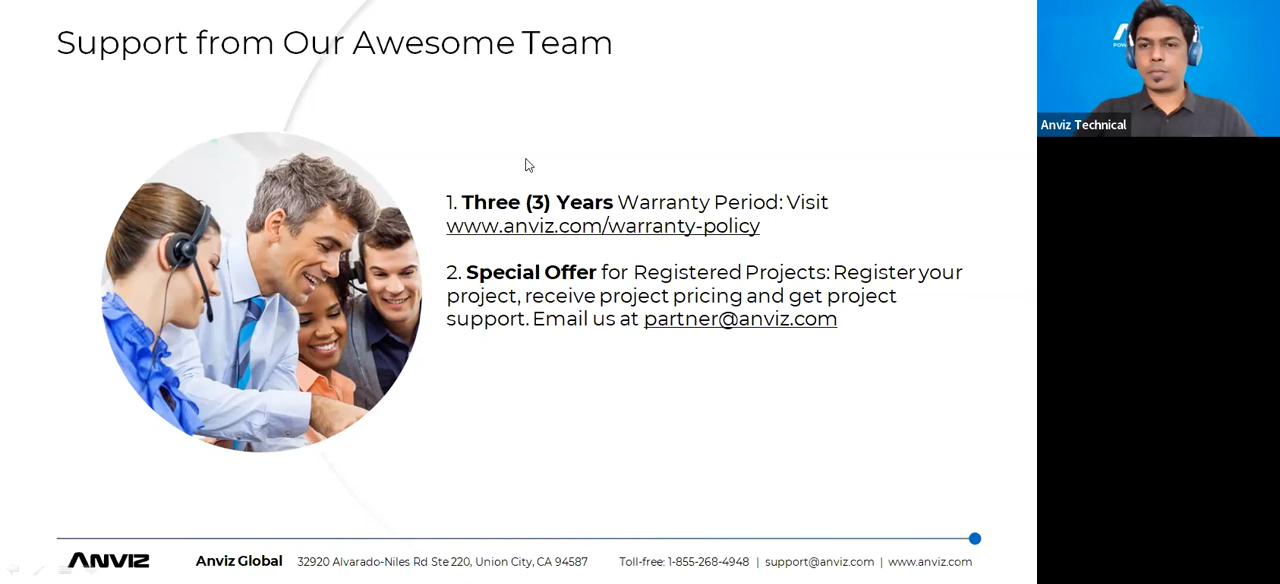 Support from Our Awesome Team
1. Three (3) Years Warranty Period: Visit
www.anviz.com/warranty-policy
2. Special Offer for Registered Projects: Register your
project, receive project pricing and get project
support. Email us at partner@anviz.com
Anviz Technical
ANVIZ
Anviz Global 32920 Alvarado-Niles Rd Ste 220, Union City, CA 94587 Toll-free: 1-855-268-4948 | support@anviz.com | www.anviz.com